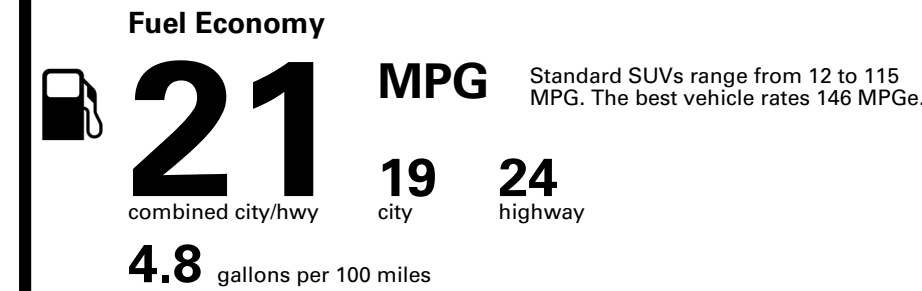 Fuel Economy
21
MPG
Standard SUVs range from 12 to 115
MPG. The best vehicle rates 146 MPGe.
19
24
combined city/hwy
city
highway
4.8 gallons per 100 miles